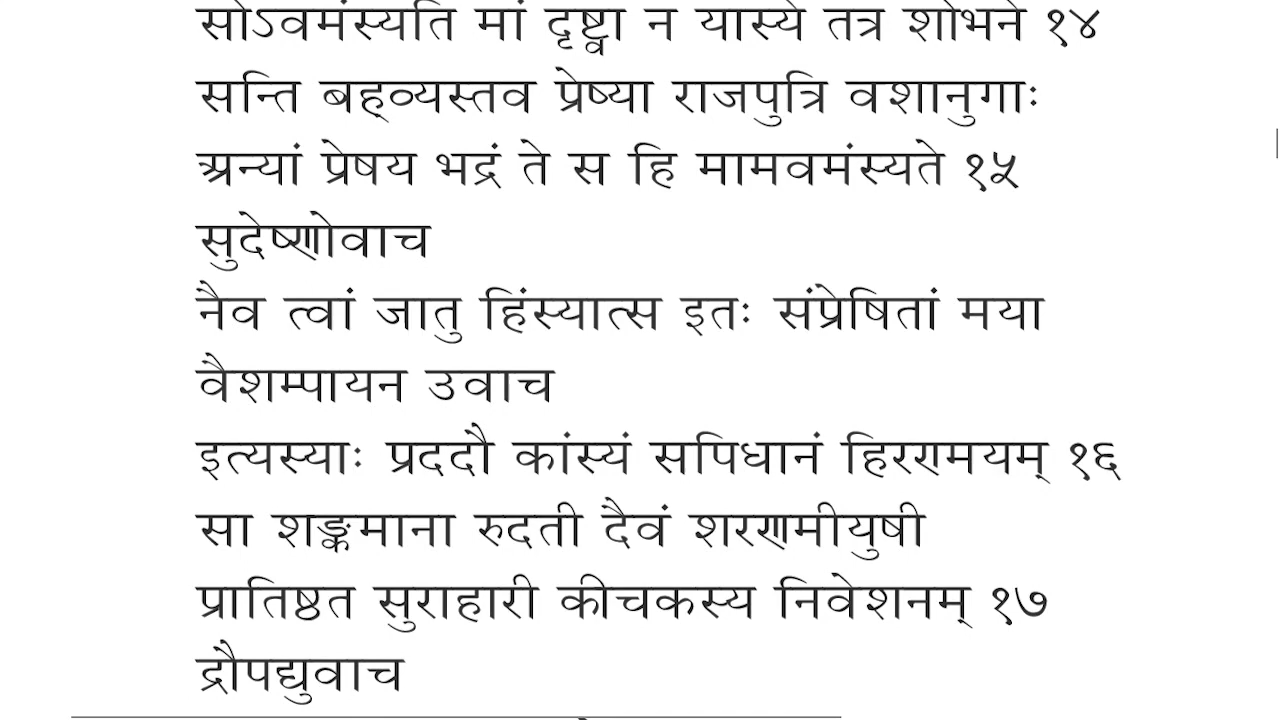 सोऽवमंस्यति मां दृष्ट्वा न यास्ये तत्र शोभने १४
सन्ति बह्व्यस्तव प्रेष्या राजपुत्रि वशानुगाः
अन्यां प्रेषय भद्रं ते स हि मामवमंस्यते १५
सुदेष्णोवाच
नैव त्वां जातु हिंस्यात्स इतः संप्रेषितां मया
वैशम्पायन उवाच
इत्यस्याः प्रददौ कांस्यं सपिधानं हिरण्मयम् १६
सा शङ्कमाना रुदती दैवं शरणमीयुषी
प्रातिष्ठत सुराहारी कीचकस्य निवेशनम् १७
द्रौपद्युवाच